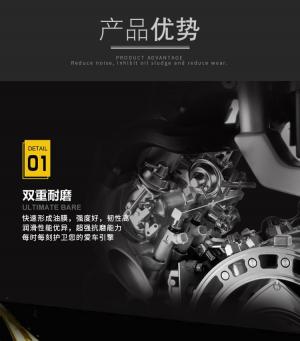 产品优势
PRODUCT ADVANTAGE
Reduce noise, inhibit oil sludge and reduce wear.
DETAIL
01
双重耐磨
ULTIMATE BARE
快速形成油膜，强度好，韧性高
润滑性能优异，超强抗磨能力
每时每刻护卫您的爱车引擎